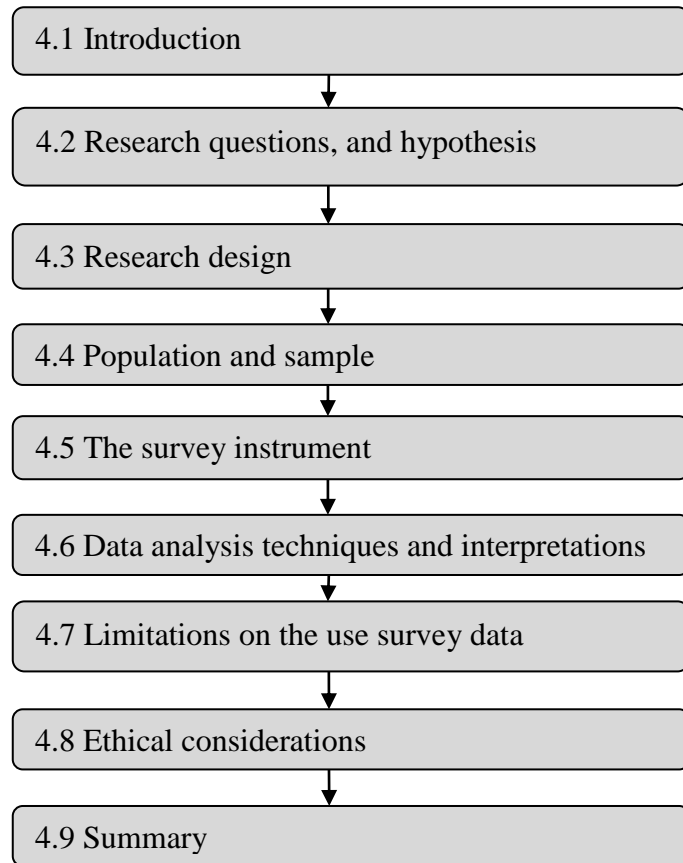 4.1 Introduction
4.2 Research questions, and hypothesis
4.3 Research design
4.4 Population and sample
4.5 The survey instrument
4.6 Data analysis techniques and interpretations
4.7 Limitations on the use survey data
4.8 Ethical considerations
4.9 Summary